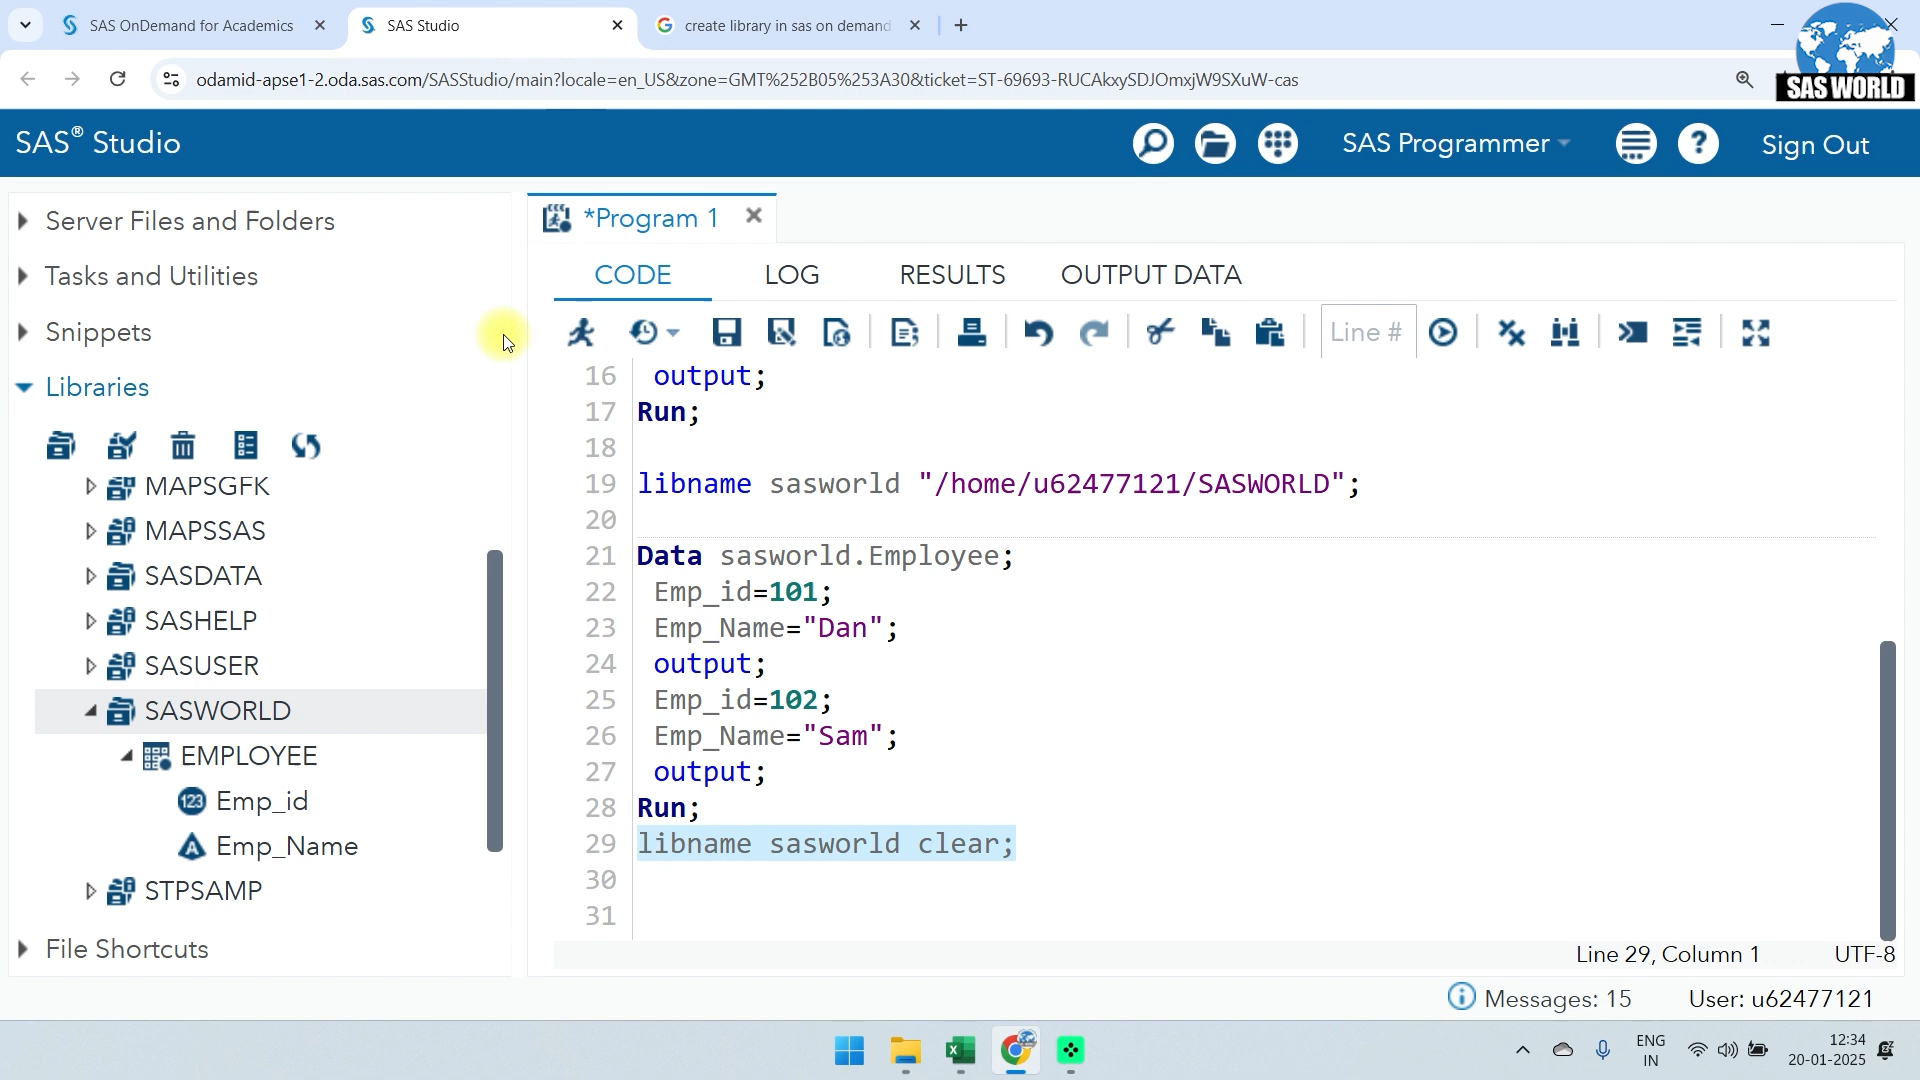 SAS OnDemand for Academics
SAS Studio
create library in sas on demand
odamid-apse1-2.oda.sas.com/SASStudio/main?locale=en_US&zone=GMT%252B05%253A30&ticket=ST-69693-RUCAkxySDJOmxjW9SXuW-cas
SAS WORLD
SAS® Studio
SAS Programmer
Sign Out
Server Files and Folders
Tasks and Utilities
Snippets
Libraries
MAPSGFK
MAPSSAS
SASDATA
SASHELP
SASUSER
SASWORLD
EMPLOYEE
123 Emp_id
Emp_Name
STPSAMP
File Shortcuts
*Program 1
CODE LOG RESULTS OUTPUT DATA
Line #
16 output;
17 Run;
18
19 libname sasworld "/home/u62477121/SASWORLD";
20
21 Data sasworld.Employee;
22 Emp_id=101;
23 Emp_Name="Dan";
24 output;
25 Emp_id=102;
26 Emp_Name="Sam";
27 output;
28 Run;
29 libname sasworld clear;
30
31
Line 29, Column 1 UTF-8
Messages: 15 User: u62477121
ENG
IN
12:34
20-01-2025